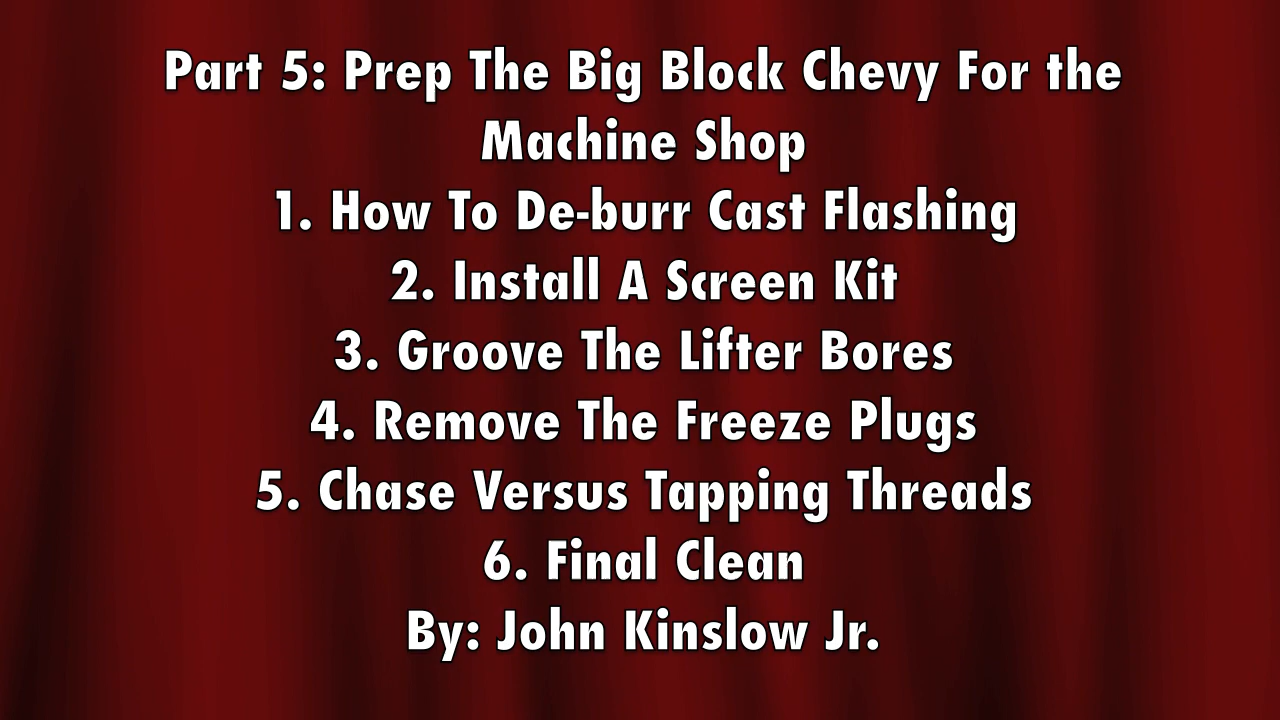 Part 5: Prep The Big Block Chevy For the
Machine Shop
1. How To De-burr Cast Flashing
2. Install A Screen Kit
3. Groove The Lifter Bores
4. Remove The Freeze Plugs
5. Chase Versus Tapping Threads
6. Final Clean
By: John Kinslow Jr.